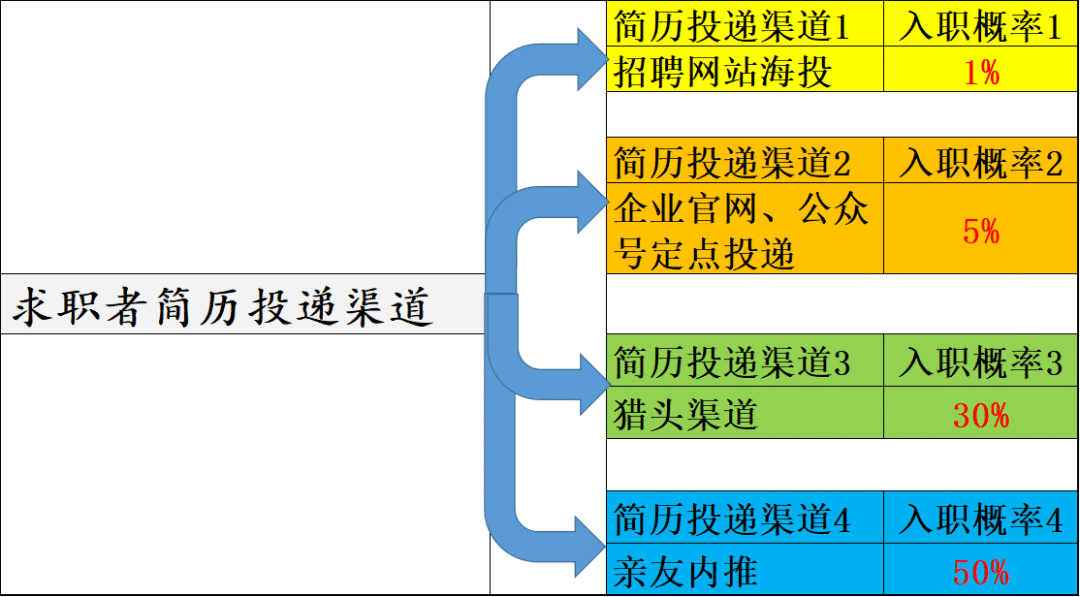 求职者简历投递渠道
简历投递渠道1 入职概率1
招聘网站海投 1%
简历投递渠道2 入职概率2
企业官网、公众
号定点投递 5%
简历投递渠道3 入职概率3
猎头渠道 30%
简历投递渠道4 入职概率4
亲友内推 50%